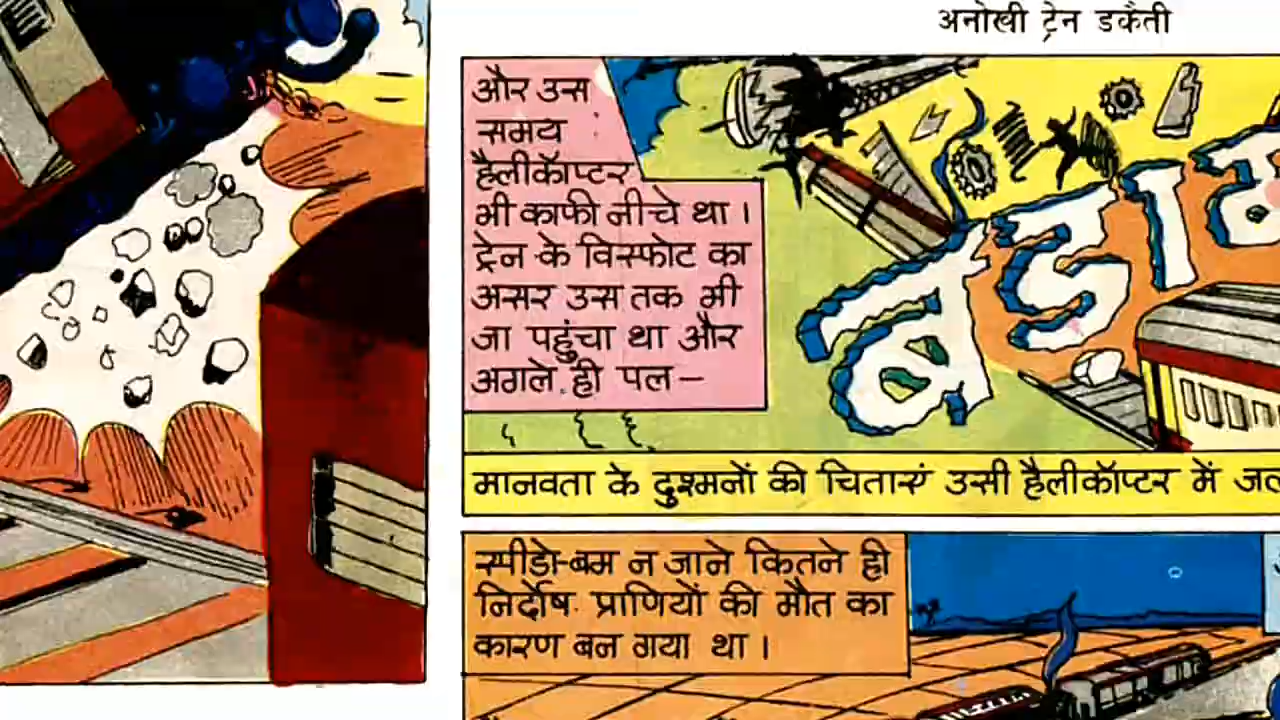 अनोखी ट्रेन डकैती
और उस
समय
हैलीकॉप्टर
भी काफी नीचे था।
ट्रेन के विस्फोट का
असर उस तक भी
जा पहुंचा था और
अगले ही पल—
मानवता के दुश्मनों की चिताएं उसी हैलीकॉप्टर में
स्पीडो-बम न जाने कितने ही
निर्दोष प्राणियों की मौत का
कारण बन गया था।